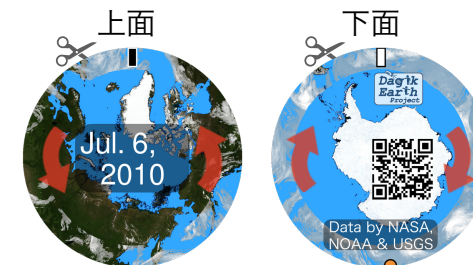 上面
下面
Jul. 6,
2010
Dagik
Earth
Project
Data by NASA,
NOAA & USGS